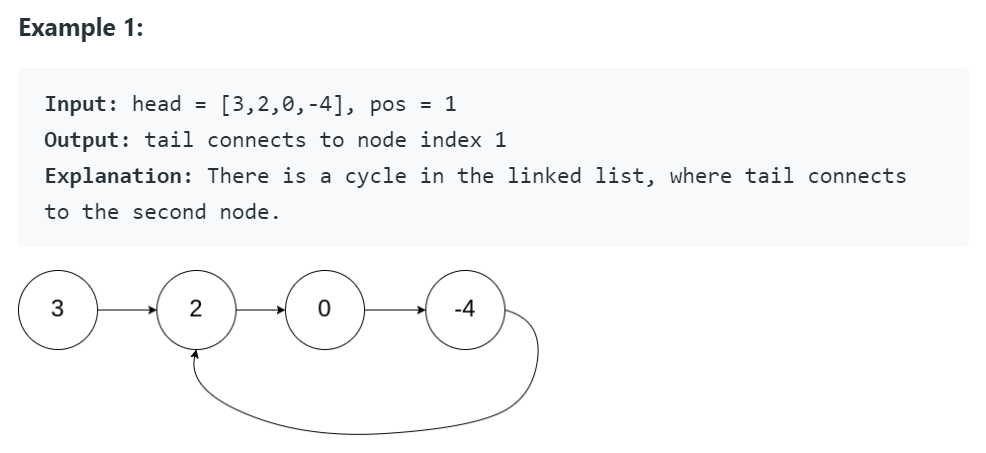 Example 1:
Input: head = [3,2,0,-4], pos = 1
Output: tail connects to node index 1
Explanation: There is a cycle in the linked list, where tail connects
to the second node.
3 2 0 -4